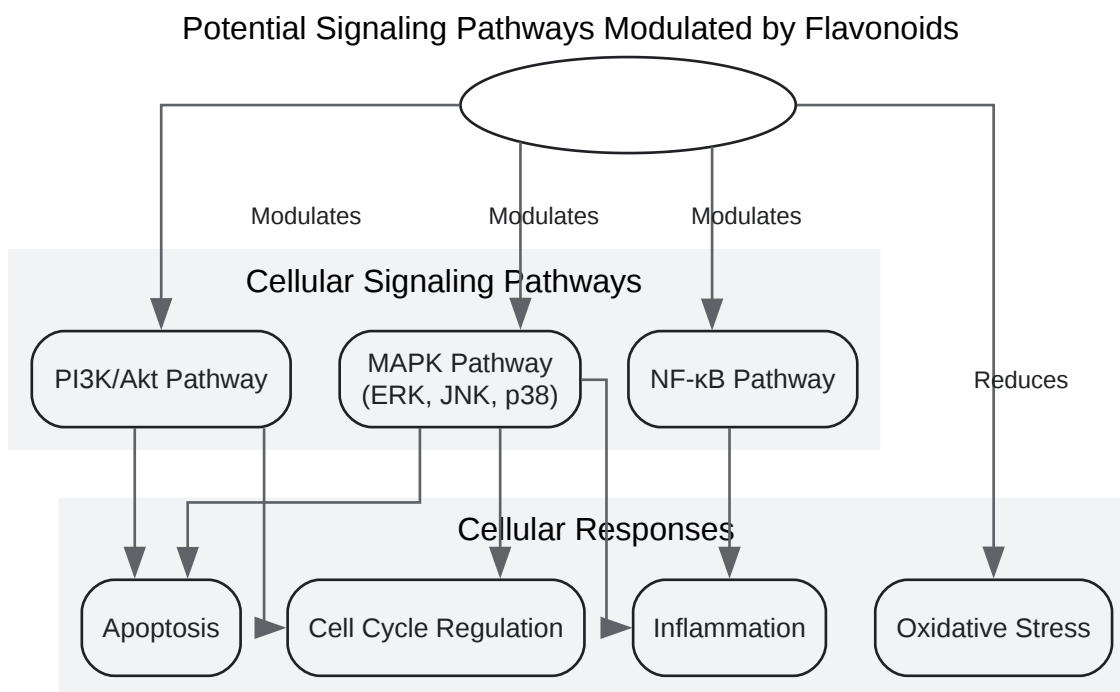 Potential Signaling Pathways Modulated by Flavonoids
Modulates
Modulates
Modulates
Cellular Signaling Pathways
PI3K/Akt Pathway
MAPK Pathway
(ERK, JNK, p38)
NF-κB Pathway
Reduces
Cellular Responses
Apoptosis
Cell Cycle Regulation
Inflammation
Oxidative Stress